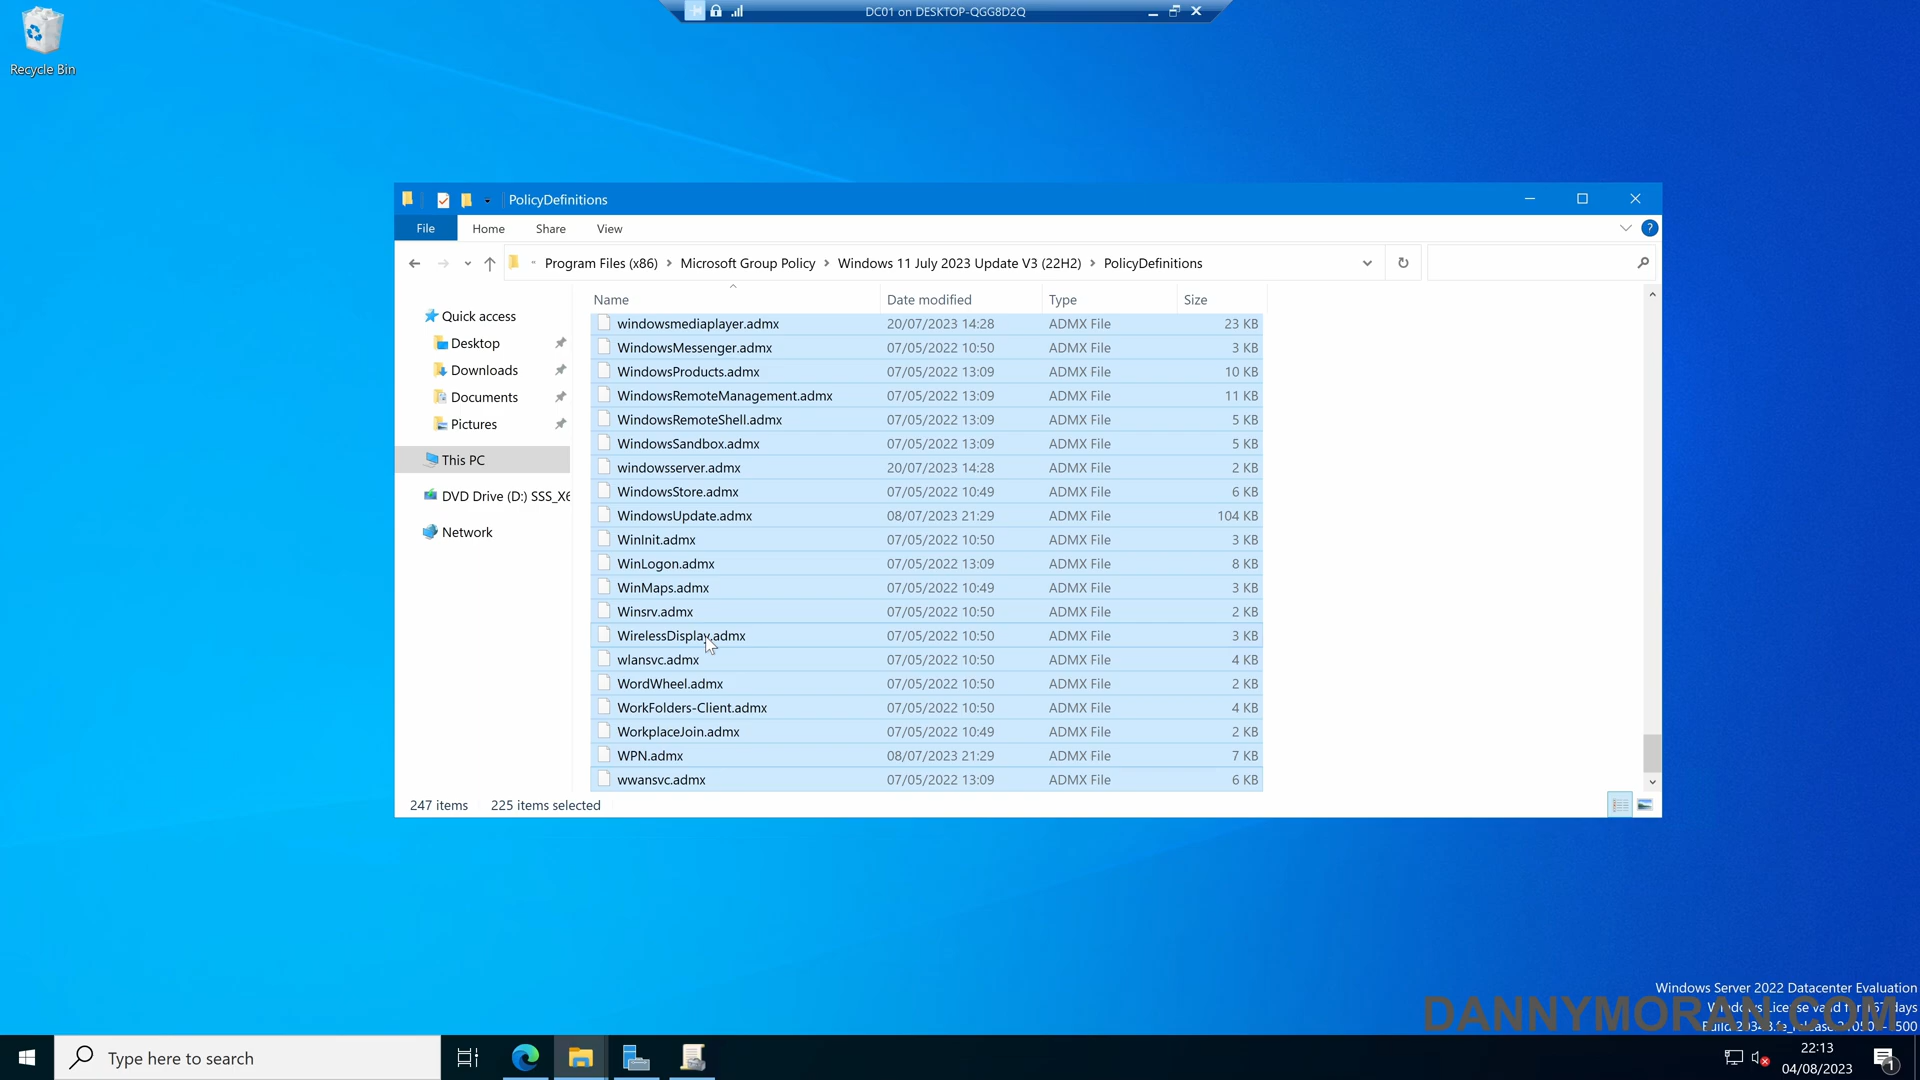 DC01 on DESKTOP-QGG8D2Q
Recycle Bin
PolicyDefinitions
File Home Share View
Program Files (x86) Microsoft Group Policy Windows 11 July 2023 Update V3 (22H2) PolicyDefinitions
Quick access
Desktop
Downloads
Documents
Pictures
This PC
DVD Drive (D:) SSS_X6
Network
Name Date modified Type Size
windowsmediaplayer.admx 20/07/2023 14:28 ADMX File 23 KB
WindowsMessenger.admx 07/05/2022 10:50 ADMX File 3 KB
WindowsProducts.admx 07/05/2022 13:09 ADMX File 10 KB
WindowsRemoteManagement.admx 07/05/2022 13:09 ADMX File 11 KB
WindowsRemoteShell.admx 07/05/2022 13:09 ADMX File 5 KB
WindowsSandbox.admx 07/05/2022 13:09 ADMX File 5 KB
windowsserver.admx 20/07/2023 14:28 ADMX File 2 KB
WindowsStore.admx 07/05/2022 10:49 ADMX File 6 KB
WindowsUpdate.admx 08/07/2023 21:29 ADMX File 104 KB
WinInit.admx 07/05/2022 10:50 ADMX File 3 KB
WinLogon.admx 07/05/2022 13:09 ADMX File 8 KB
WinMaps.admx 07/05/2022 10:49 ADMX File 3 KB
Winsrv.admx 07/05/2022 10:50 ADMX File 2 KB
WirelessDisplay.admx 07/05/2022 10:50 ADMX File 3 KB
wlansvc.admx 07/05/2022 10:50 ADMX File 4 KB
WordWheel.admx 07/05/2022 10:50 ADMX File 2 KB
WorkFolders-Client.admx 07/05/2022 10:50 ADMX File 4 KB
WorkplaceJoin.admx 07/05/2022 10:49 ADMX File 2 KB
WPN.admx 08/07/2023 21:29 ADMX File 7 KB
wwansvc.admx 07/05/2022 13:09 ADMX File 6 KB
247 items 225 items selected
Windows Server 2022 Datacenter Evaluation
Windows License valid for days
DANNYMORAN.COM
Type here to search
22:13
04/08/2023
1